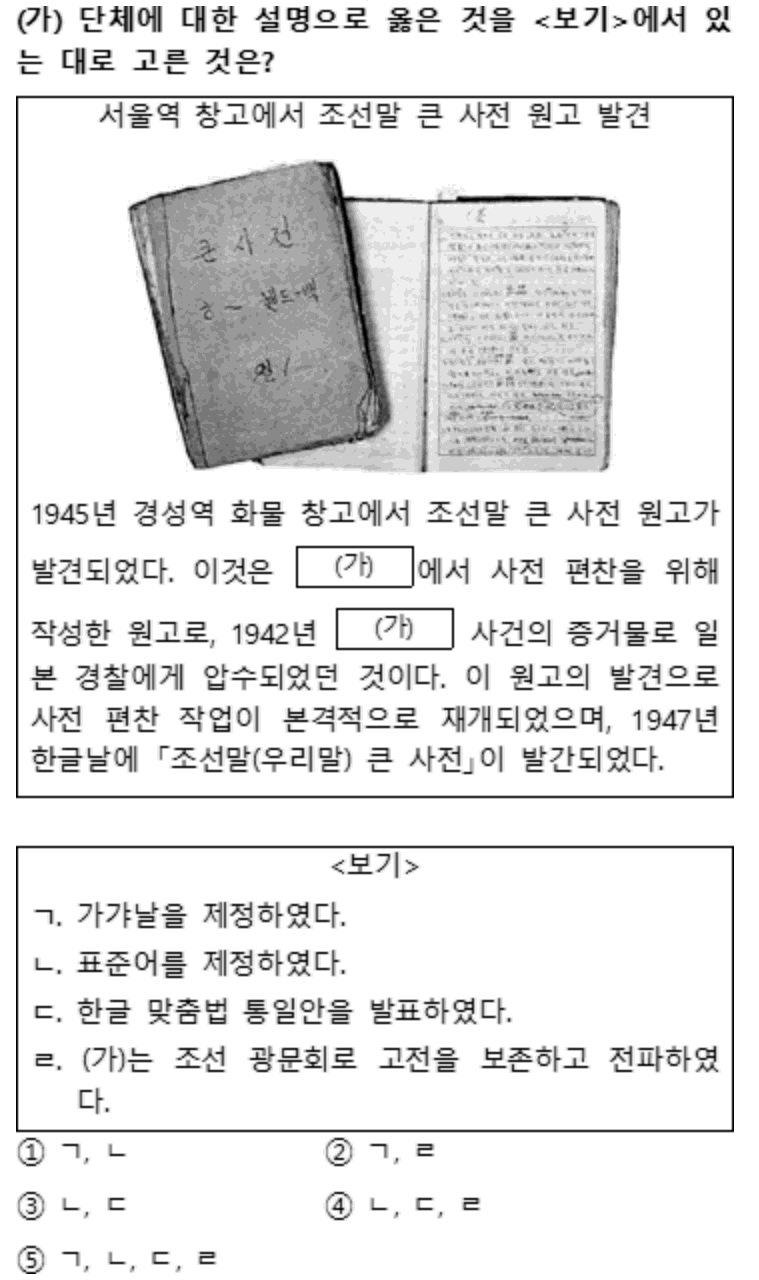 (가) 단체에 대한 설명으로 옳은 것을 <보기>에서 있
는 대로 고른 것은?
서울역 창고에서 조선말 큰 사전 원고 발견
큰 사 전
1945년 경성역 화물 창고에서 조선말 큰 사전 원고가
발견되었다. 이것은 (가) 에서 사전 편찬을 위해
작성한 원고로, 1942년 (가) 사건의 증거물로 일
본 경찰에게 압수되었던 것이다. 이 원고의 발견으로
사전 편찬 작업이 본격적으로 재개되었으며, 1947년
한글날에 「조선말(우리말) 큰 사전」이 발간되었다.
<보기>
ㄱ. 가갸날을 제정하였다.
ㄴ. 표준어를 제정하였다.
ㄷ. 한글 맞춤법 통일안을 발표하였다.
ㄹ. (가)는 조선 광문회로 고전을 보존하고 전파하였
다.
① ㄱ, ㄴ
② ㄱ, ㄹ
③ ㄴ, ㄷ
④ ㄴ, ㄷ, ㄹ
⑤ ㄱ, ㄴ, ㄷ, ㄹ